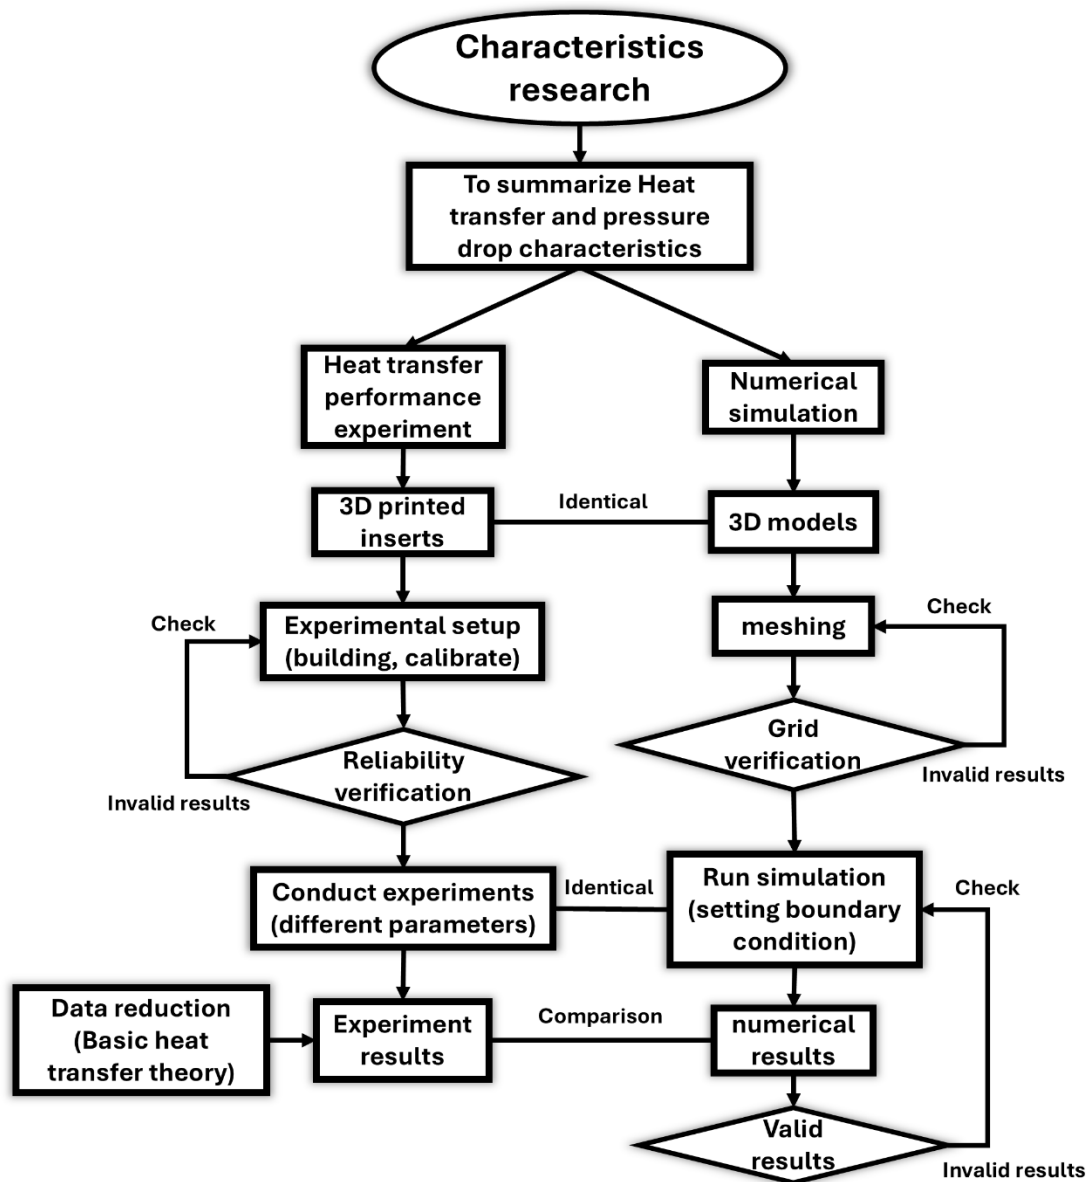 Characteristics
research
To summarize Heat
transfer and pressure
drop characteristics
Heat transfer
performance
experiment
Numerical
simulation
3D printed
inserts
Identical
3D models
Check
Experimental setup
(building, calibrate)
meshing
Check
Reliability
verification
Invalid results
Grid
verification
Invalid results
Conduct experiments
(different parameters)
Identical
Run simulation
(setting boundary
condition)
Check
Data reduction
(Basic heat
transfer theory)
Experiment
results
Comparison
numerical
results
Valid
results
Invalid results